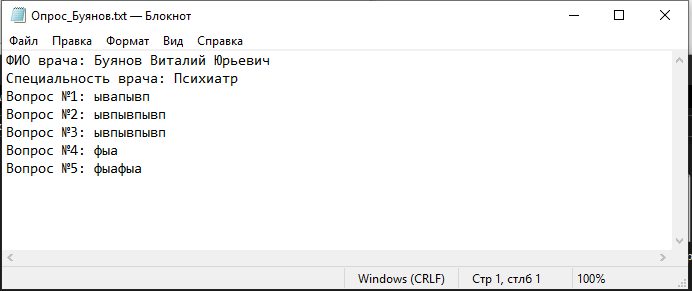 Опрос_Буянов.txt — Блокнот
Файл Правка Формат Вид Справка
ФИО врача: Буянов Виталий Юрьевич
Специальность врача: Психиатр
Вопрос №1: ывапывп
Вопрос №2: ывпывпывп
Вопрос №3: ывпывпывп
Вопрос №4: фыа
Вопрос №5: фыафыа
Windows (CRLF) Стр 1, стлб 1 100%